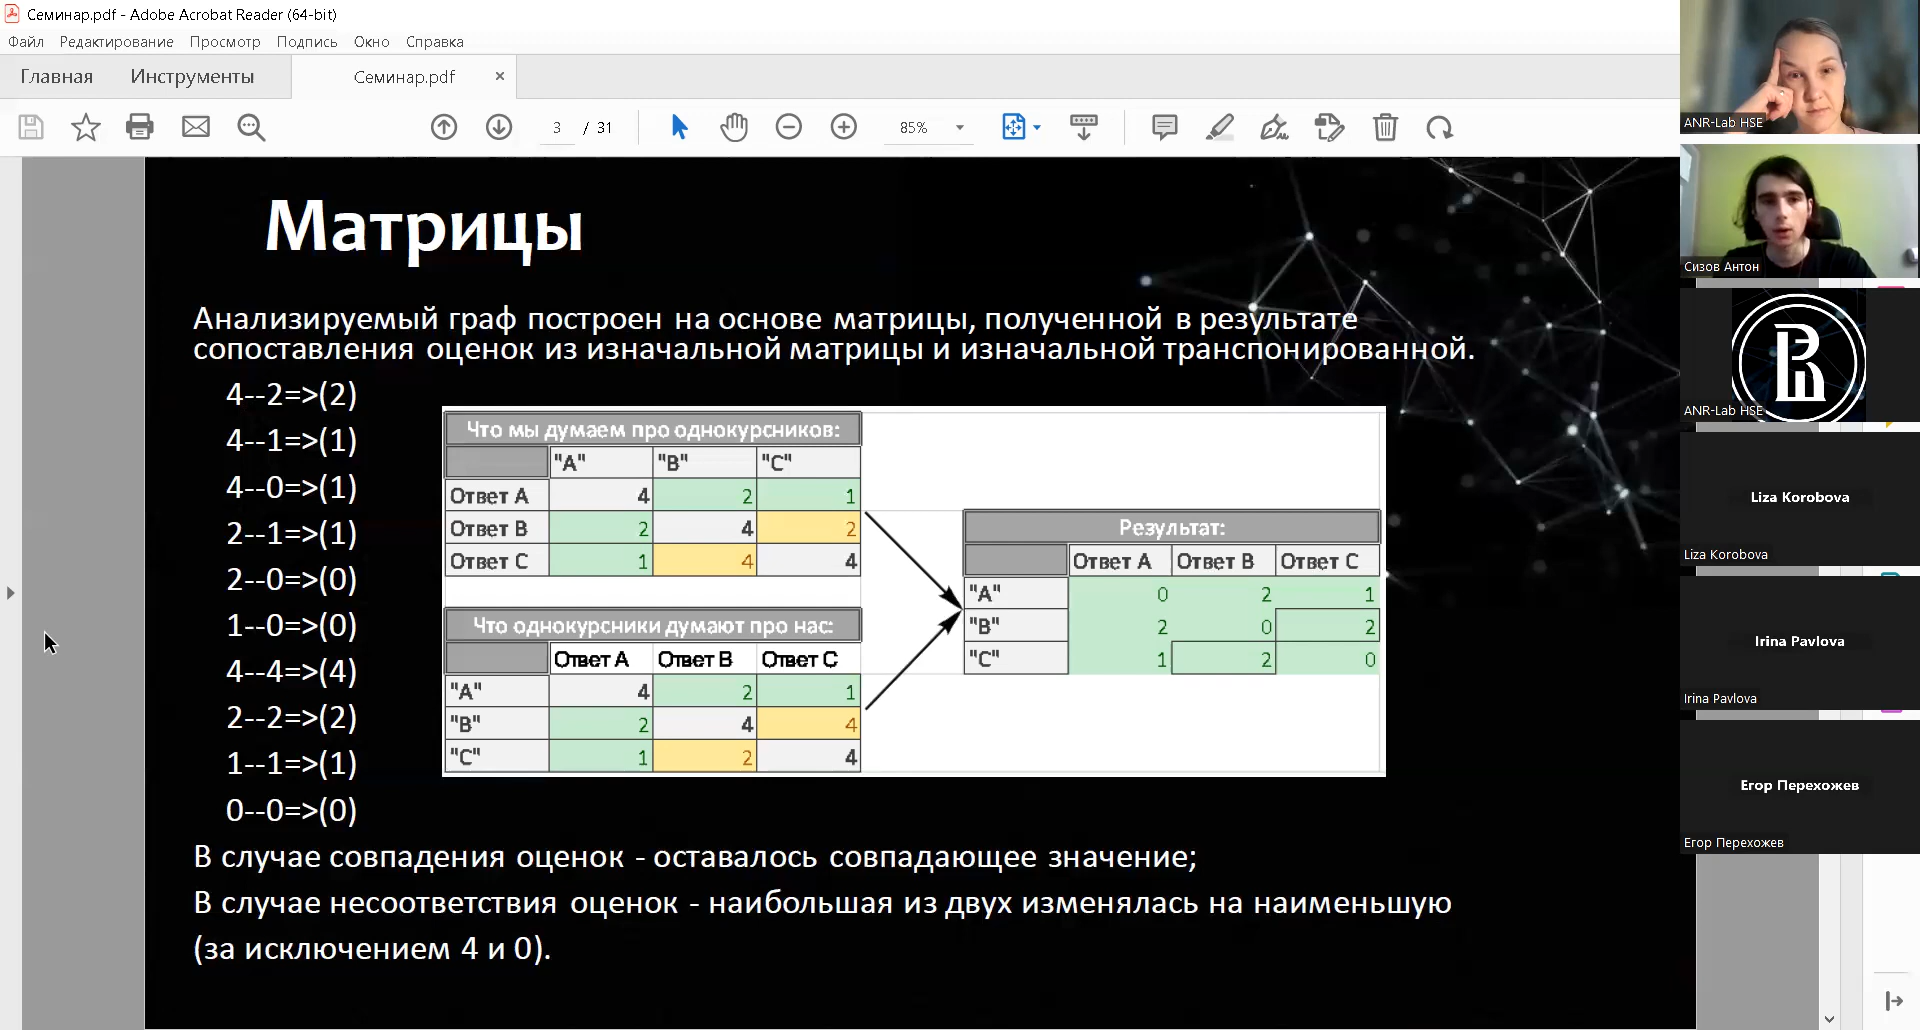 Семинар.pdf - Adobe Acrobat Reader (64-bit)
Файл Редактирование Просмотр Подпись Окно Справка
Главная Инструменты Семинар.pdf ×
3 / 31 85%
Матрицы
Анализируемый граф построен на основе матрицы, полученной в результате
сопоставления оценок из изначальной матрицы и изначальной транспонированной.
4--2=>(2)
4--1=>(1)
4--0=>(1)
2--1=>(1)
2--0=>(0)
1--0=>(0)
4--4=>(4)
2--2=>(2)
1--1=>(1)
0--0=>(0)
Что мы думаем про однокурсников:
"A" "B" "C"
Ответ A 4 2 1
Ответ B 2 4 2
Ответ C 1 4 4
Что однокурсники думают про нас:
Ответ A Ответ B Ответ C
"A" 4 2 1
"B" 2 4 4
"C" 1 2 4
Результат:
Ответ A Ответ B Ответ C
"A" 0 2 1
"B" 2 0 2
"C" 1 2 0
В случае совпадения оценок - оставалось совпадающее значение;
В случае несоответствия оценок - наибольшая из двух изменялась на наименьшую
(за исключением 4 и 0).
ANR-Lab HSE
Сизов Антон
ANR-Lab HSE
Liza Korobova
Liza Korobova
Irina Pavlova
Irina Pavlova
Егор Перехожев
Егор Перехожев